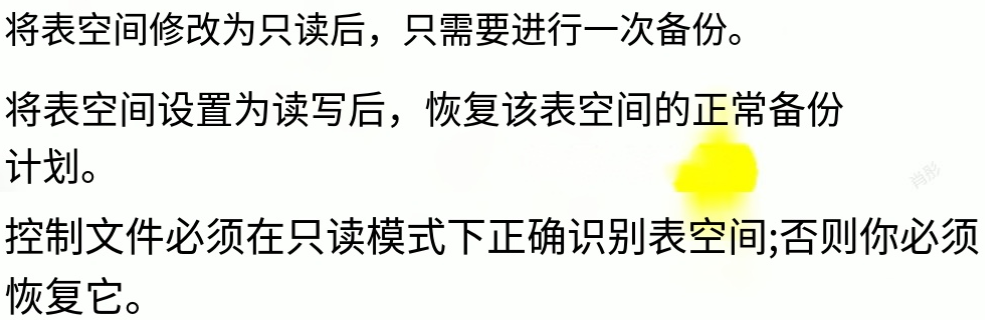 将表空间修改为只读后，只需要进行一次备份。
将表空间设置为读写后，恢复该表空间的正常备份
计划。
肖彤
控制文件必须在只读模式下正确识别表空间;否则你必须
恢复它。